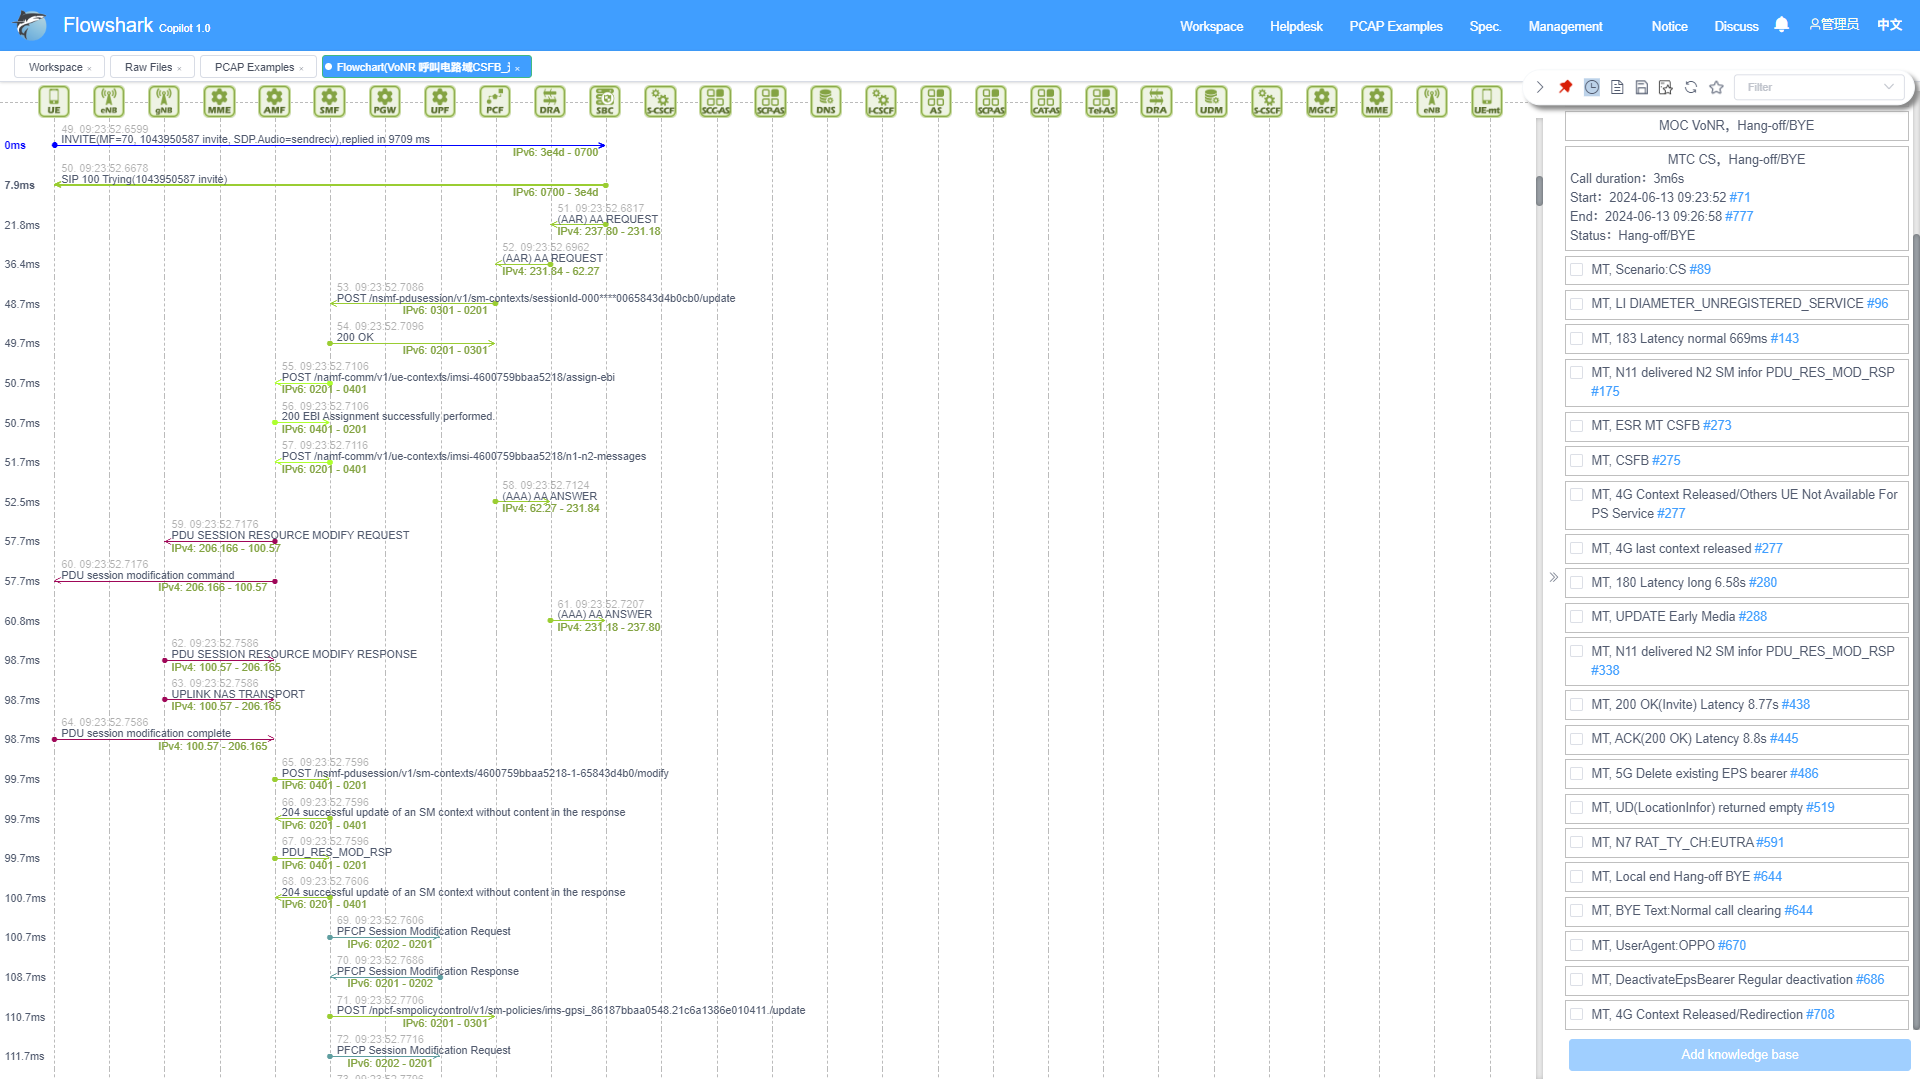 Flowshark Copilot 1.0
Workspace Helpdesk PCAP Examples Spec. Management Notice Discuss 管理员 中文
Workspace × Raw Files × PCAP Examples × Flowchart(VoNR 呼叫电路域CSFB_ ×
UE eNB gNB MME AMF SMF PGW UPF PCF DRA SBC S-CSCF SCC-AS SCP-AS DNS I-CSCF AS SCP-AS CAT-AS Tel-AS DRA UDM S-CSCF MGCF MME eNB UE-mt
Filter
49. 09:23:52.6599
0ms INVITE(MF=70, 1043950587 invite, SDP.Audio=sendrecv),replied in 9709 ms
IPv6: 3e4d - 0700
50. 09:23:52.6678
7.9ms SIP 100 Trying(1043950587 invite)
IPv6: 0700 - 3e4d
51. 09:23:52.6817
21.8ms (AAR) AA REQUEST
IPv4: 237.80 - 231.18
52. 09:23:52.6962
36.4ms (AAR) AA REQUEST
IPv4: 231.84 - 62.27
53. 09:23:52.7086
48.7ms POST /nsmf-pdusession/v1/sm-contexts/sessionId-000****0065843d4b0cb0/update
IPv6: 0301 - 0201
54. 09:23:52.7096
49.7ms 200 OK
IPv6: 0201 - 0301
55. 09:23:52.7106
50.7ms POST /namf-comm/v1/ue-contexts/imsi-4600759bbaa5218/assign-ebi
IPv6: 0201 - 0401
56. 09:23:52.7106
50.7ms 200 EBI Assignment successfully performed.
IPv6: 0401 - 0201
57. 09:23:52.7116
51.7ms POST /namf-comm/v1/ue-contexts/imsi-4600759bbaa5218/n1-n2-messages
IPv6: 0201 - 0401
58. 09:23:52.7124
52.5ms (AAA) AA ANSWER
IPv4: 62.27 - 231.84
59. 09:23:52.7176
57.7ms PDU SESSION RESOURCE MODIFY REQUEST
IPv4: 206.166 - 100.57
60. 09:23:52.7176
57.7ms PDU session modification command
IPv4: 206.166 - 100.57
61. 09:23:52.7207
60.8ms (AAA) AA ANSWER
IPv4: 231.18 - 237.80
62. 09:23:52.7586
98.7ms PDU SESSION RESOURCE MODIFY RESPONSE
IPv4: 100.57 - 206.165
63. 09:23:52.7586
98.7ms UPLINK NAS TRANSPORT
IPv4: 100.57 - 206.165
64. 09:23:52.7586
98.7ms PDU session modification complete
IPv4: 100.57 - 206.165
65. 09:23:52.7596
99.7ms POST /nsmf-pdusession/v1/sm-contexts/4600759bbaa5218-1-65843d4b0/modify
IPv6: 0401 - 0201
66. 09:23:52.7596
99.7ms 204 successful update of an SM context without content in the response
IPv6: 0201 - 0401
67. 09:23:52.7596
99.7ms PDU_RES_MOD_RSP
IPv6: 0401 - 0201
68. 09:23:52.7606
100.7ms 204 successful update of an SM context without content in the response
IPv6: 0201 - 0401
69. 09:23:52.7606
100.7ms PFCP Session Modification Request
IPv6: 0202 - 0201
70. 09:23:52.7686
108.7ms PFCP Session Modification Response
IPv6: 0201 - 0202
71. 09:23:52.7706
110.7ms POST /npcf-smpolicycontrol/v1/sm-policies/ims-gpsi_86187bbaa0548.21c6a1386e010411./update
IPv6: 0201 - 0301
72. 09:23:52.7716
111.7ms PFCP Session Modification Request
IPv6: 0202 - 0201
MOC VoNR，Hang-off/BYE
MTC CS，Hang-off/BYE
Call duration：3m6s
Start：2024-06-13 09:23:52 #71
End：2024-06-13 09:26:58 #777
Status：Hang-off/BYE
MT, Scenario:CS #89
MT, LI DIAMETER_UNREGISTERED_SERVICE #96
MT, 183 Latency normal 669ms #143
MT, N11 delivered N2 SM infor PDU_RES_MOD_RSP
#175
MT, ESR MT CSFB #273
MT, CSFB #275
MT, 4G Context Released/Others UE Not Available For
PS Service #277
MT, 4G last context released #277
MT, 180 Latency long 6.58s #280
MT, UPDATE Early Media #288
MT, N11 delivered N2 SM infor PDU_RES_MOD_RSP
#338
MT, 200 OK(Invite) Latency 8.77s #438
MT, ACK(200 OK) Latency 8.8s #445
MT, 5G Delete existing EPS bearer #486
MT, UD(LocationInfor) returned empty #519
MT, N7 RAT_TY_CH:EUTRA #591
MT, Local end Hang-off BYE #644
MT, BYE Text:Normal call clearing #644
MT, UserAgent:OPPO #670
MT, DeactivateEpsBearer Regular deactivation #686
MT, 4G Context Released/Redirection #708
Add knowledge base